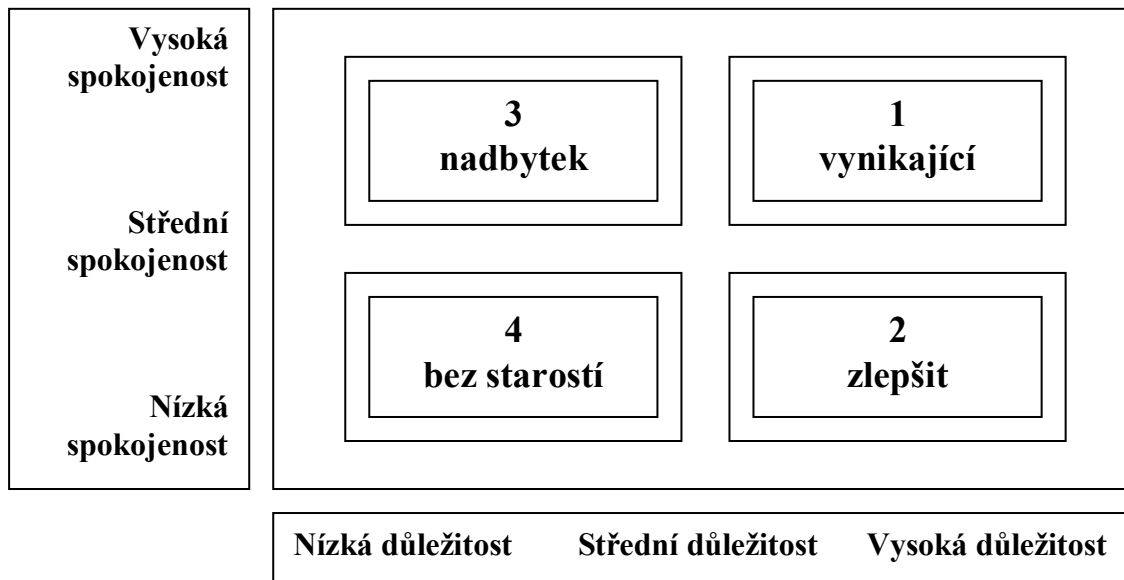 Vysoká
spokojenost
Střední
spokojenost
Nízká
spokojenost
3
nadbytek
1
vynikající
4
bez starostí
2
zlepšit
Nízká důležitost
Střední důležitost
Vysoká důležitost